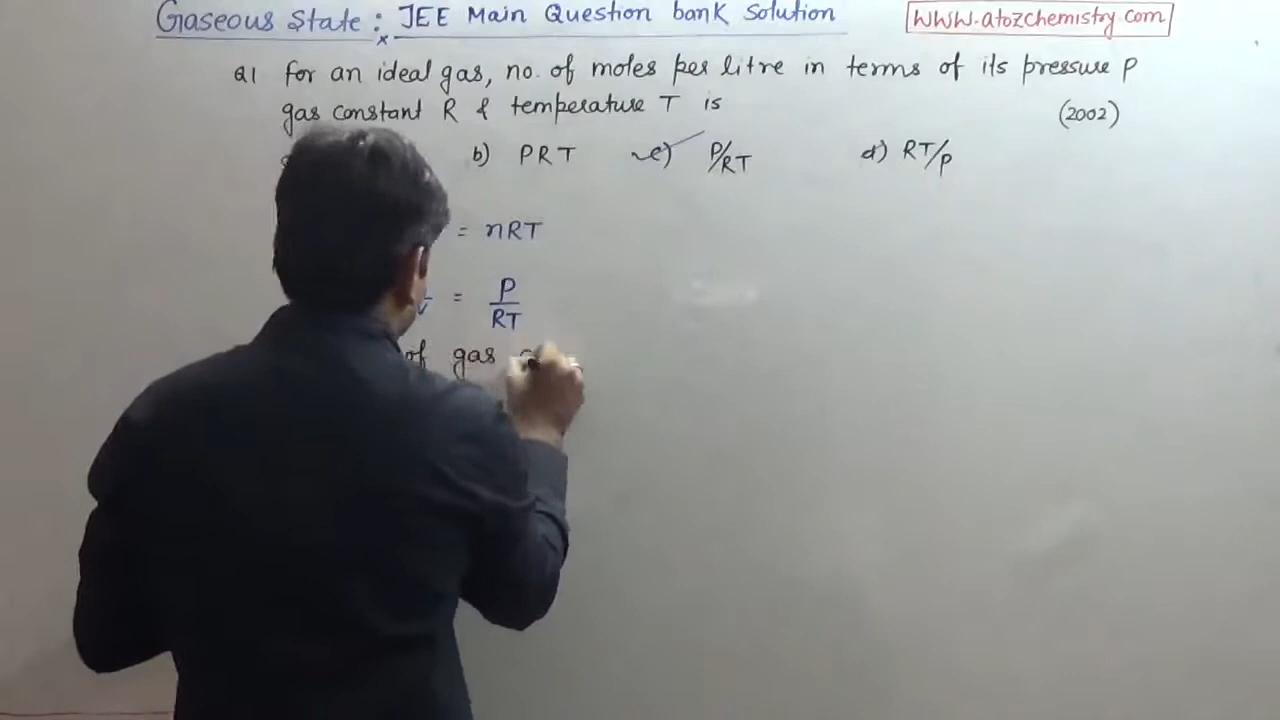 Gaseous State : JEE Main Question bank Solution
www.atozchemistry.com
Q1 for an ideal gas, no. of moles per litre in terms of its pressure P
gas constant R & temperature T is (2002)
b) PRT c) P/RT d) RT/P
= nRT
= P/RT
of gas